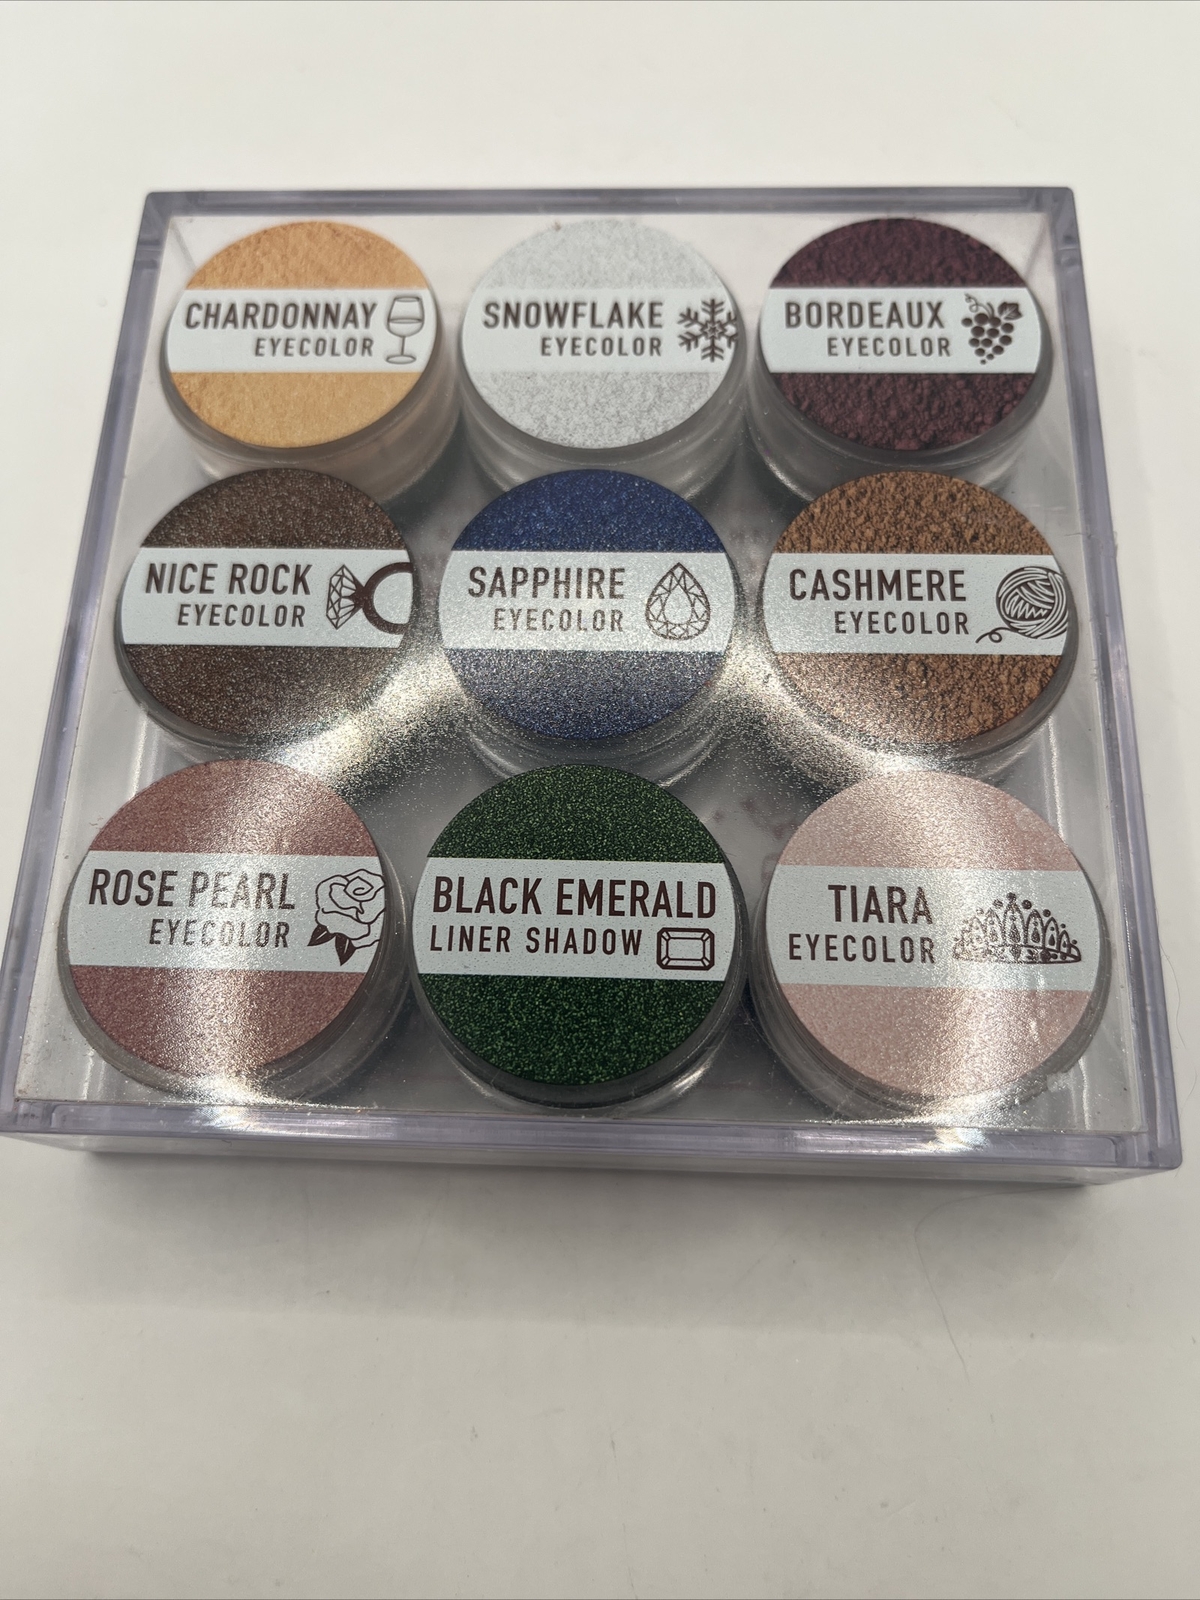 CHARDONNAY
EYECOLOR
SNOWFLAKE
EYECOLOR
BORDEAUX
EYECOLOR
NICE ROCK
EYECOLOR
SAPPHIRE
EYECOLOR
CASHMERE
EYECOLOR
ROSE PEARL
EYECOLOR
BLACK EMERALD
LINER SHADOW
TIARA
EYECOLOR